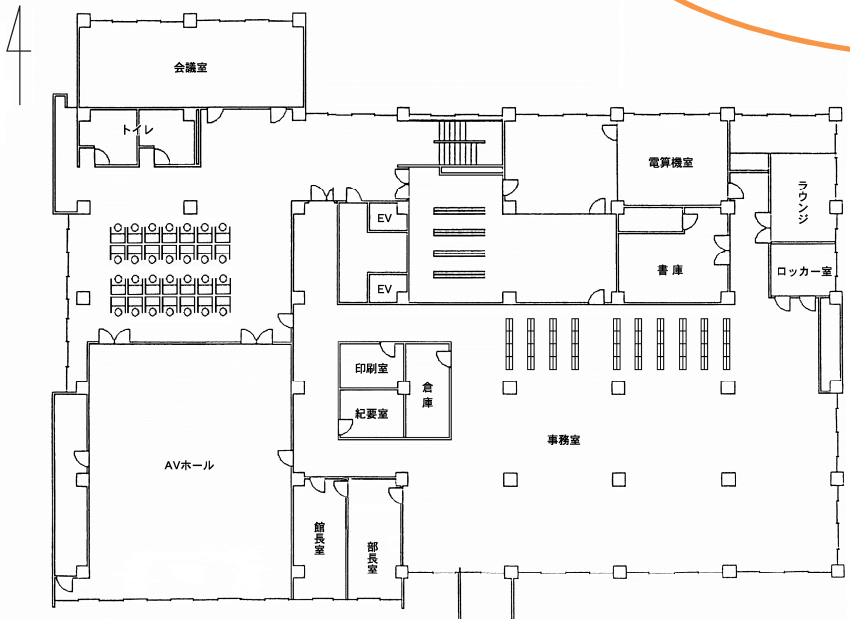 会議室
トイレ
電算機室
ラウンジ
EV
書庫
ロッカー室
EV
印刷室
倉庫
紀要室
事務室
AVホール
館長室
部長室